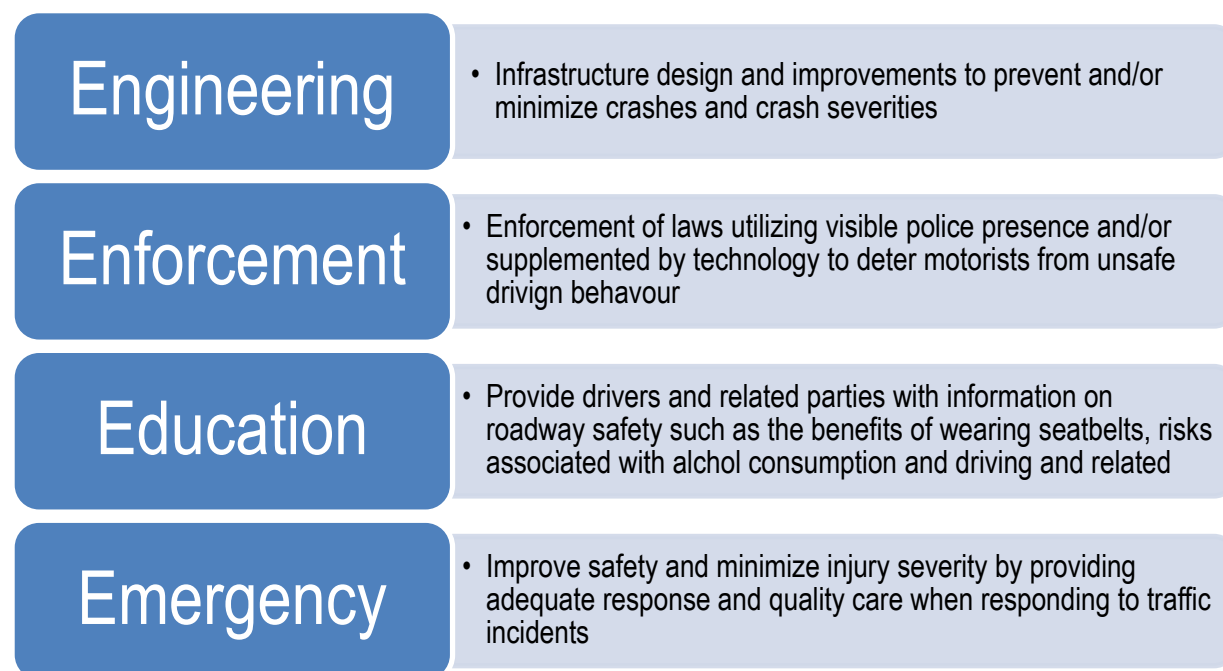 Engineering
• Infrastructure design and improvements to prevent and/or
minimize crashes and crash severities
Enforcement
• Enforcement of laws utilizing visible police presence and/or
supplemented by technology to deter motorists from unsafe
drivign behavour
Education
• Provide drivers and related parties with information on
roadway safety such as the benefits of wearing seatbelts, risks
associated with alchol consumption and driving and related
Emergency
• Improve safety and minimize injury severity by providing
adequate response and quality care when responding to traffic
incidents